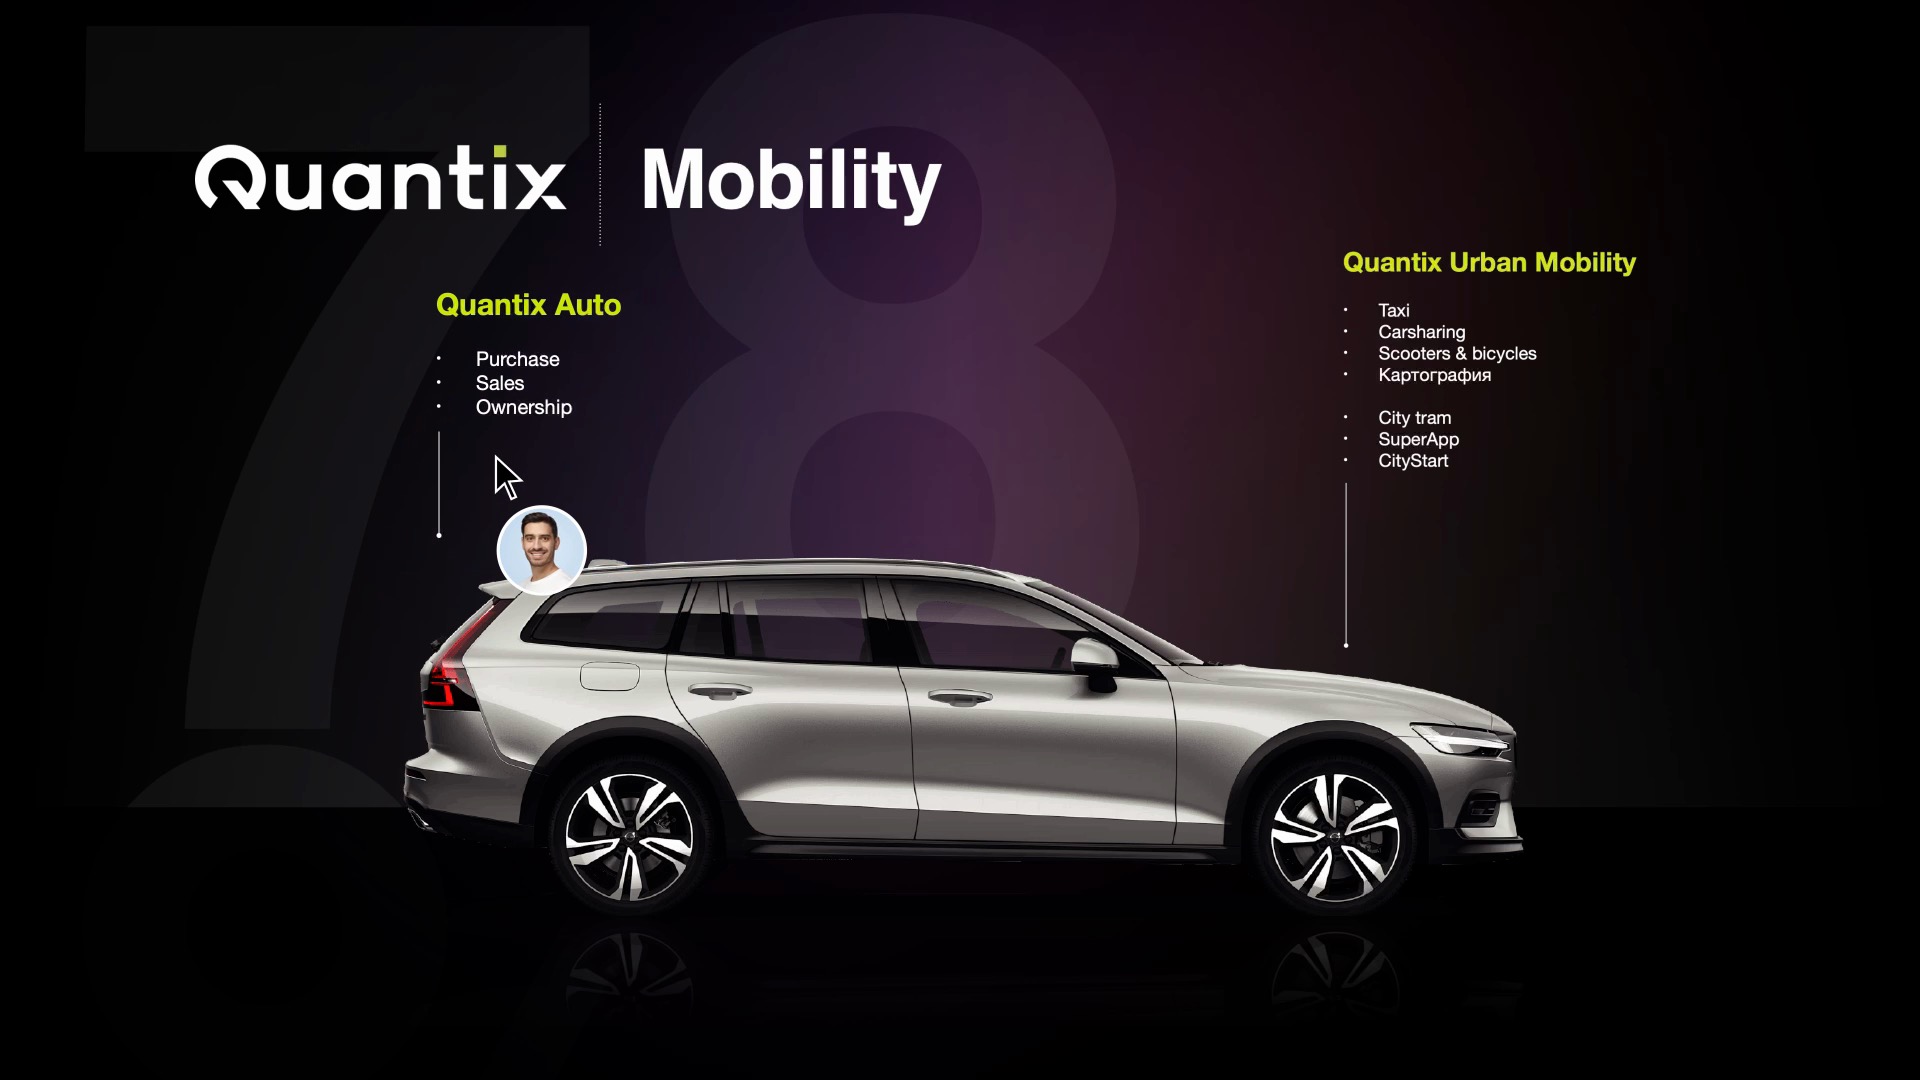 Quantix
Mobility
Quantix Auto
• Purchase
• Sales
• Ownership
Quantix Urban Mobility
• Taxi
• Carsharing
• Scooters & bicycles
• Картография
• City tram
• SuperApp
• CityStart
78